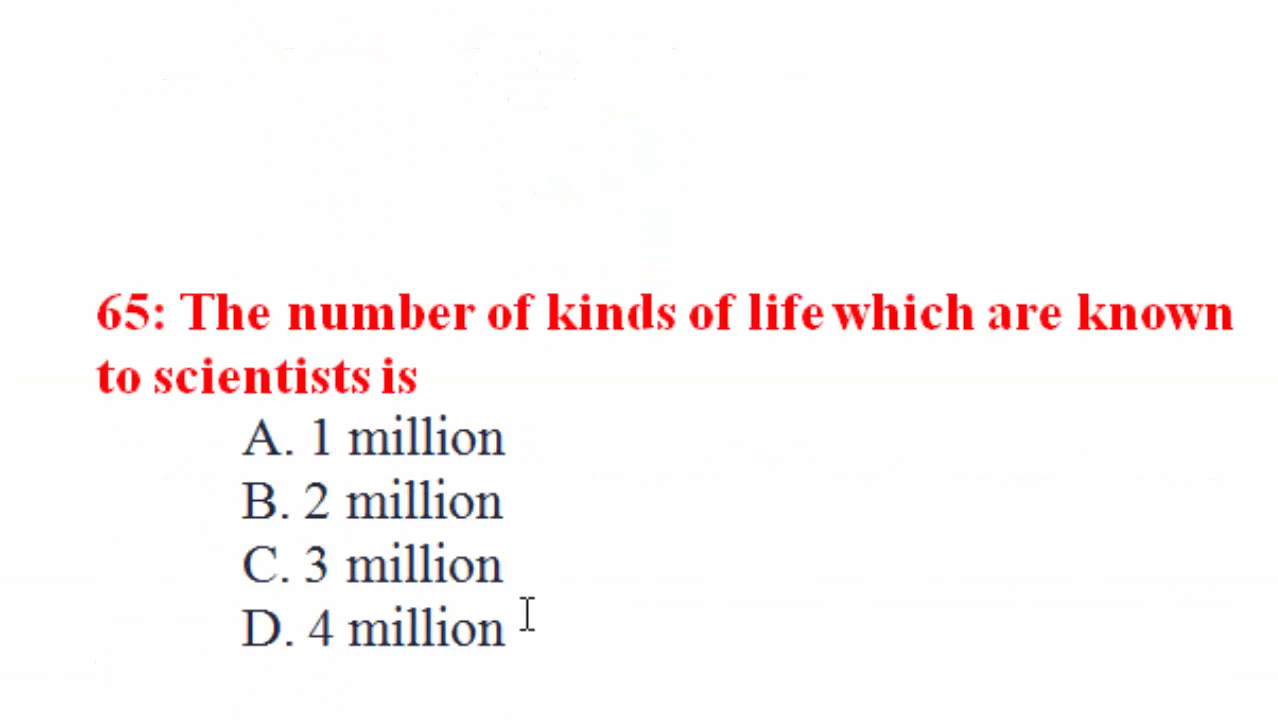 65: The number of kinds of life which are known
to scientists is
A. 1 million
B. 2 million
C. 3 million
D. 4 million